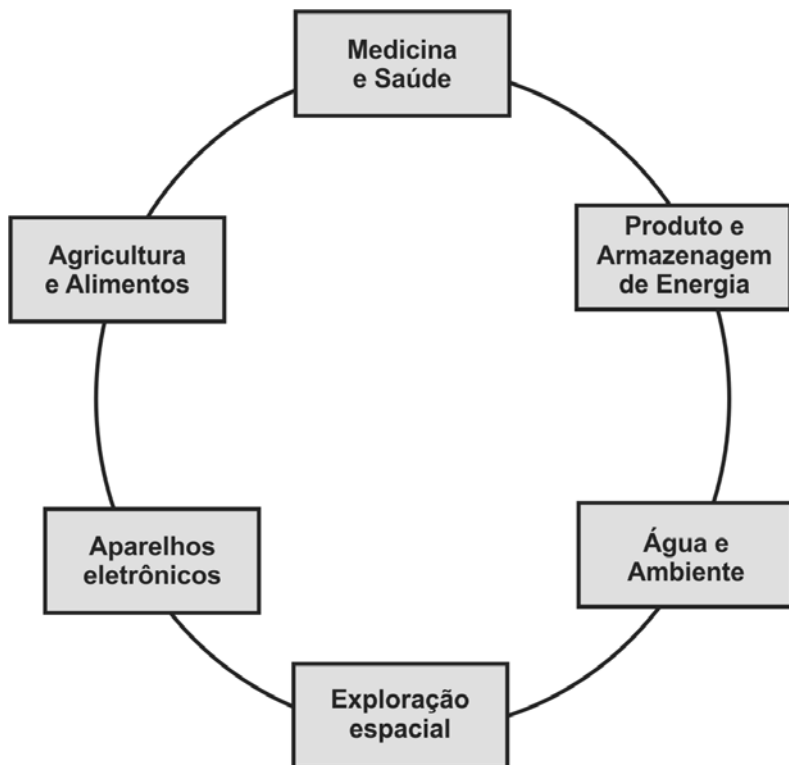 Medicina
e Saúde
Agricultura
e Alimentos
Produto e
Armazenagem
de Energia
Aparelhos
eletrônicos
Água e
Ambiente
Exploração
espacial